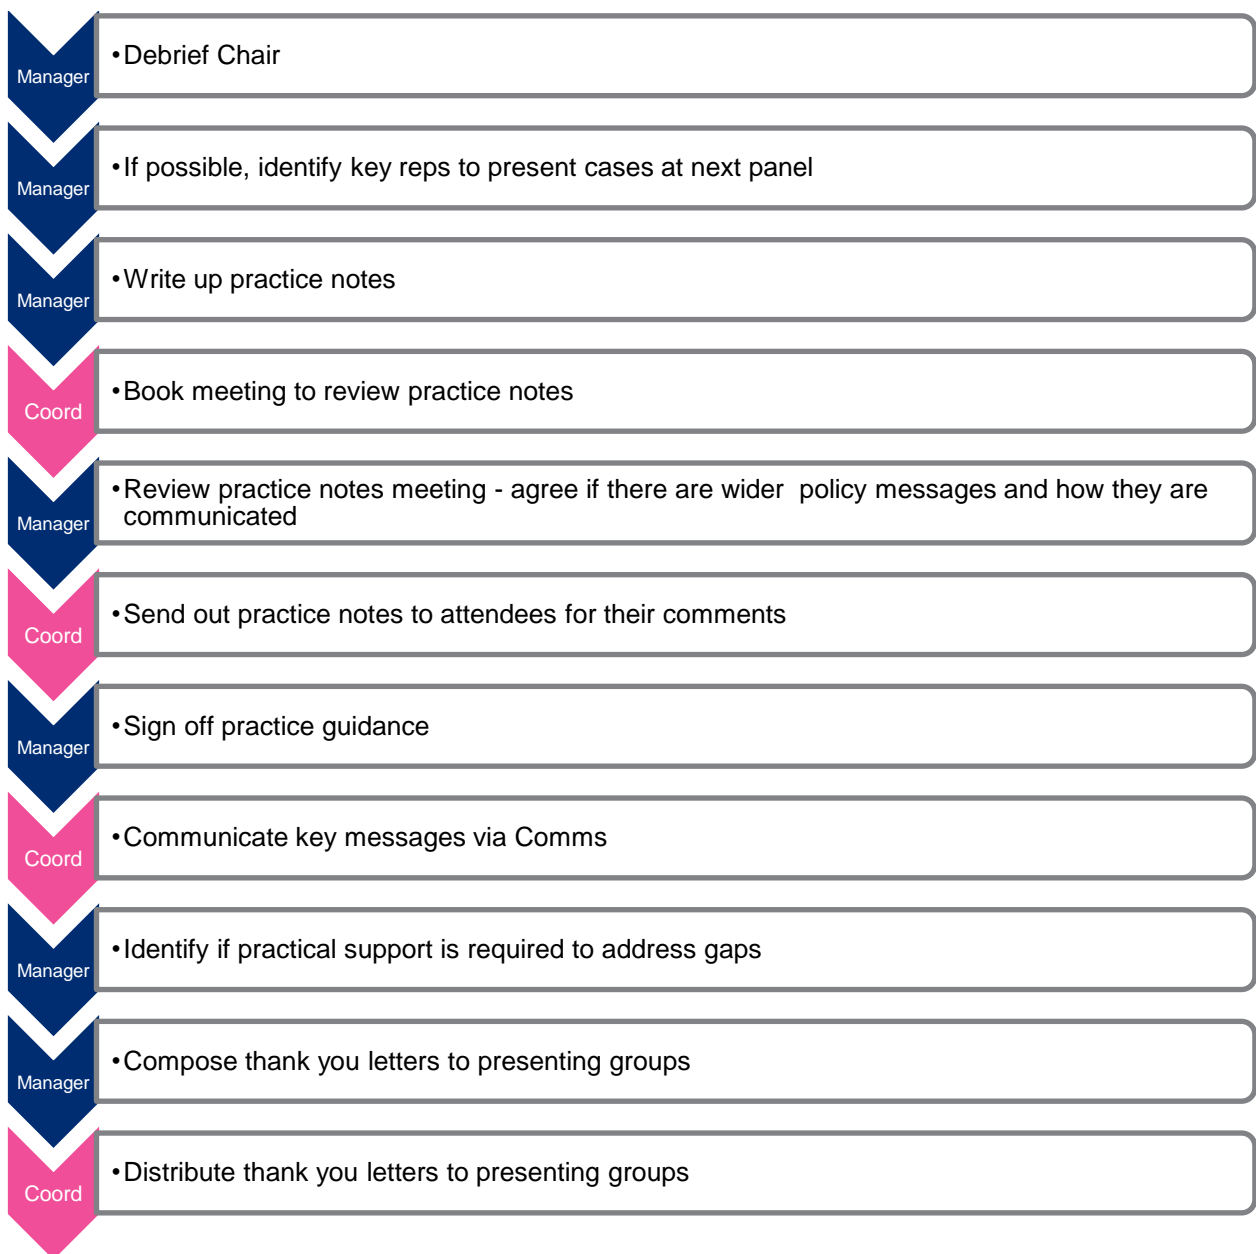 Manager
•Debrief Chair
Manager
•If possible, identify key reps to present cases at next panel
Manager
•Write up practice notes
Coord
•Book meeting to review practice notes
Manager
•Review practice notes meeting - agree if there are wider  policy messages and how they are
communicated
Coord
•Send out practice notes to attendees for their comments
Manager
•Sign off practice guidance
Coord
•Communicate key messages via Comms
Manager
•Identify if practical support is required to address gaps
Manager
•Compose thank you letters to presenting groups
Coord
•Distribute thank you letters to presenting groups